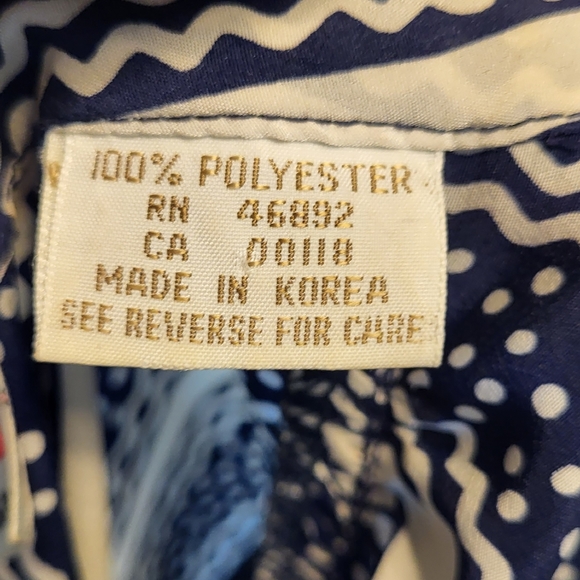 100% POLYESTER
RN 46892
CA 00118
MADE IN KOREA
SEE REVERSE FOR CARE